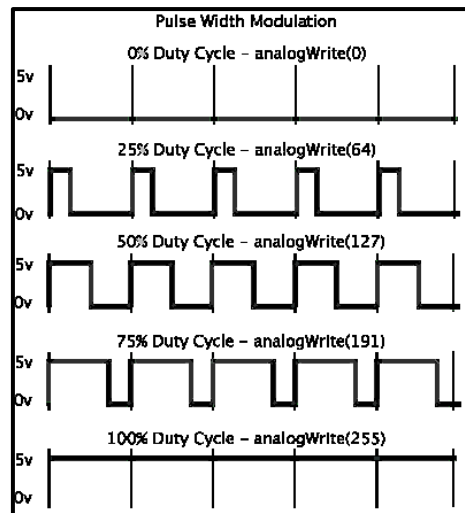 Pulse Width Modulation
0% Duty Cycle – analogWrite(0)
5v
0v
25% Duty Cycle – analogWrite(64)
5v
0v
50% Duty Cycle – analogWrite(127)
5v
0v
75% Duty Cycle – analogWrite(191)
5v
0v
100% Duty Cycle – analogWrite(255)
5v
0v